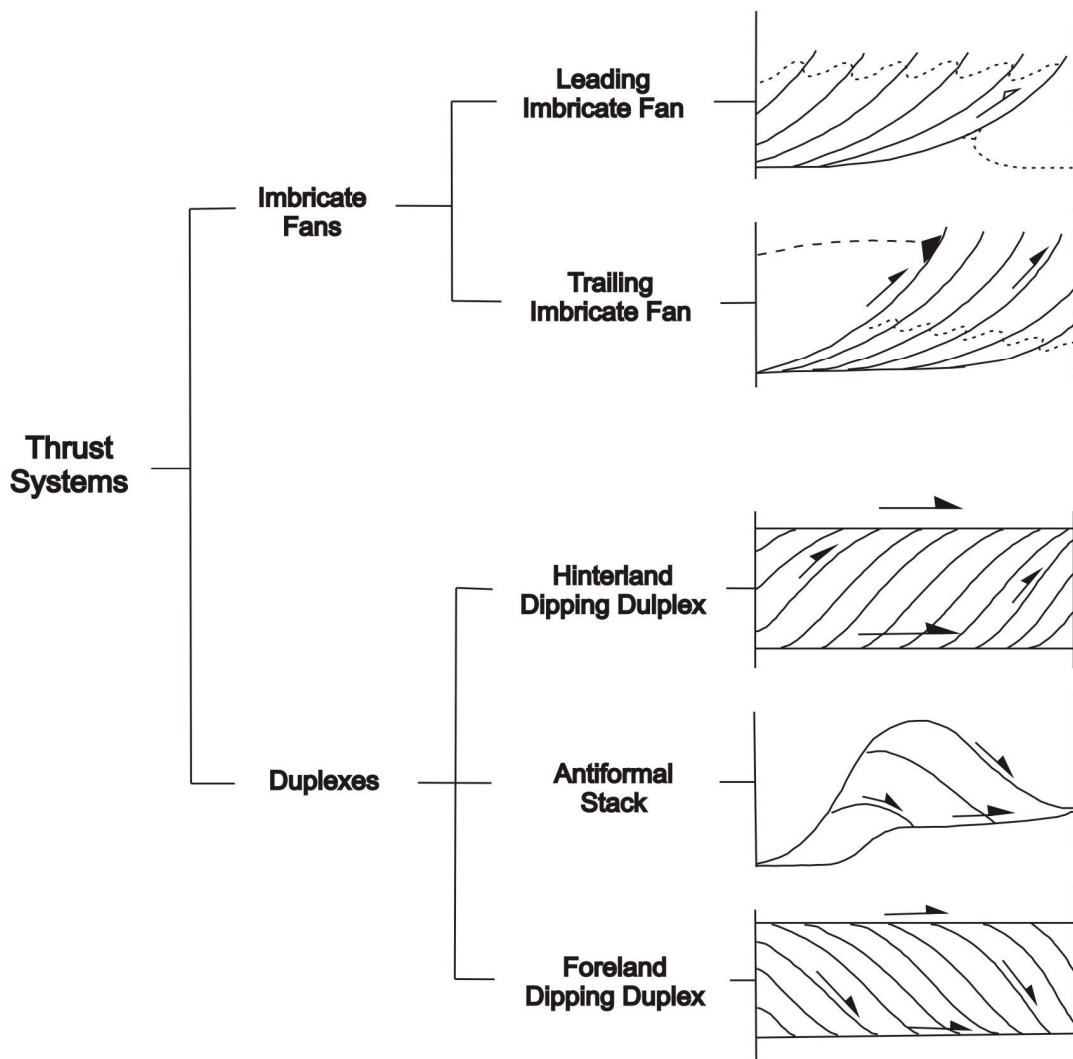 Leading
Imbricate Fan
Imbricate
Fans
Trailing
Imbricate Fan
Thrust
Systems
Hinterland
Dipping Dulplex
Duplexes
Antiformal
Stack
Foreland
Dipping Duplex